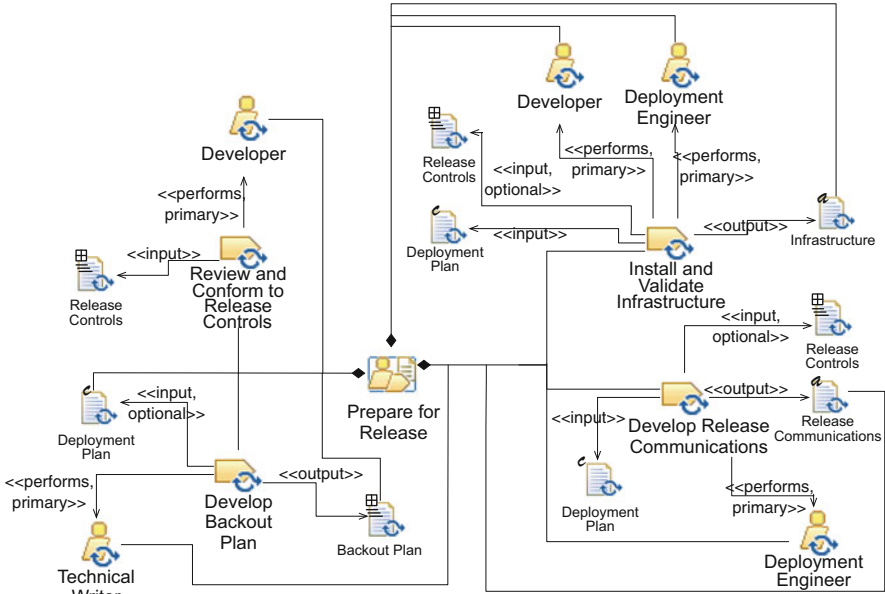 Developer
Deployment
Engineer
Developer
Release
Controls
<<performs,
primary>>
<<performs,
primary>>
<<input,
optional>>
<<performs,
primary>>
a
Infrastructure
<<output>>
c
Deployment
Plan
<<input>>
<<input>>
Install and
Validate
Infrastructure
Review and
Conform to
Release
Controls
Release
Controls
<<input,
optional>>
Release
Controls
Prepare for
Release
c
Deployment
Plan
<<input,
optional>>
<<output>>
a
Release
Communications
<<input>>
Develop Release
Communications
<<performs,
primary>>
<<output>>
Develop
Backout
Plan
c
Deployment
Plan
<<performs,
primary>>
Backout Plan
Deployment
Engineer
Technical
Writer